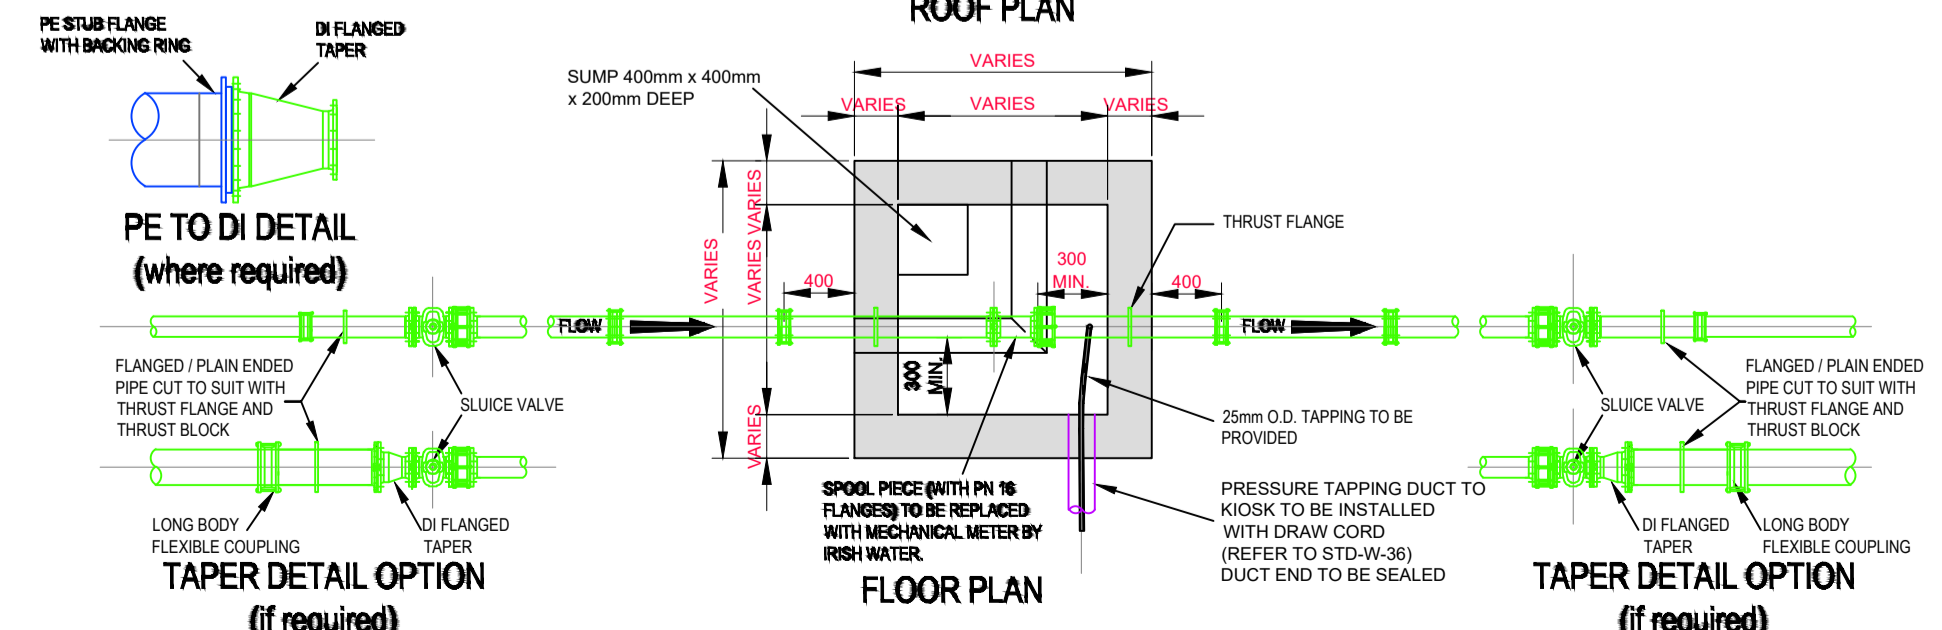 ROOF PLAN
PE STUB FLANGE
WITH BACKING RING
DI FLANGED
TAPER
PE TO DI DETAIL
(where required)
SUMP 400mm x 400mm
x 200mm DEEP
VARIES
VARIES
VARIES
VARIES
VARIES
VARIES
VARIES
VARIES
400
300
MIN.
400
THRUST FLANGE
FLOW
FLOW
300
MIN.
FLANGED / PLAIN ENDED
PIPE CUT TO SUIT WITH
THRUST FLANGE AND
THRUST BLOCK
SLUICE VALVE
LONG BODY
FLEXIBLE COUPLING
DI FLANGED
TAPER
TAPER DETAIL OPTION
(if required)
25mm O.D. TAPPING TO BE
PROVIDED
SPOOL PIECE (WITH PN 16
FLANGES) TO BE REPLACED
WITH MECHANICAL METER BY
IRISH WATER.
PRESSURE TAPPING DUCT TO
KIOSK TO BE INSTALLED
WITH DRAW CORD
(REFER TO STD-W-36)
DUCT END TO BE SEALED
FLOOR PLAN
FLANGED / PLAIN ENDED
PIPE CUT TO SUIT WITH
THRUST FLANGE AND
THRUST BLOCK
SLUICE VALVE
DI FLANGED
TAPER
LONG BODY
FLEXIBLE COUPLING
TAPER DETAIL OPTION
(if required)